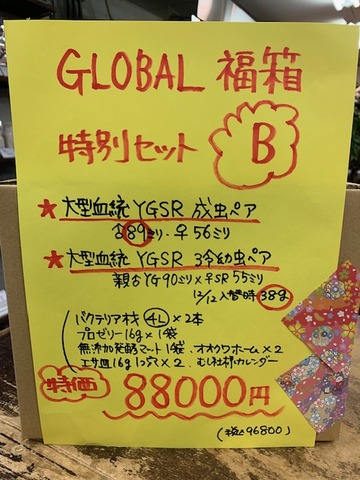 GLOBAL 福箱
特別セット B
★大型血統 YGSR 成虫ペア
♂89ミリ・♀56ミリ
★大型血統 YGSR 3令幼虫ペア
親♂YG90ミリ×♀SR55ミリ
12/12 入替時38g
バクテリア材 4L×2本
プロゼリー16g×1袋
無添加発酵マット1袋、オオクワホーム×2
エサ皿16g1つ穴×2、むし社カレンダー
特価 88000円
(税込96800)